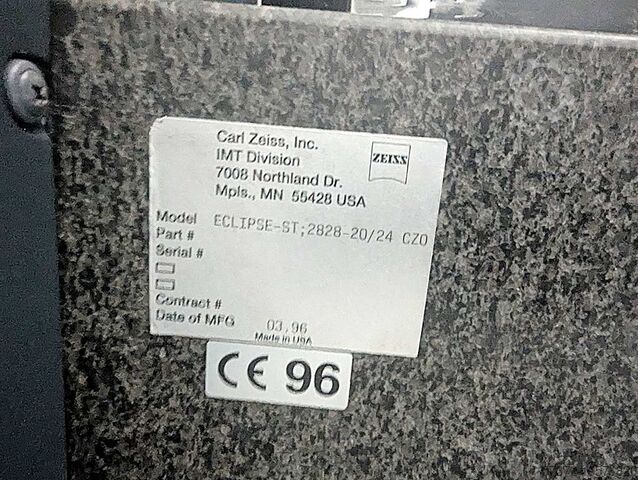 Carl Zeiss, Inc.
IMT Division
7008 Northland Dr.
Mpls., MN 55428 USA
ZEISS
Model ECLIPSE-ST;2828-20/24 CZO
Part #
Serial #
Contract #
Date of MFG 03.96
Made in USA
CE 96